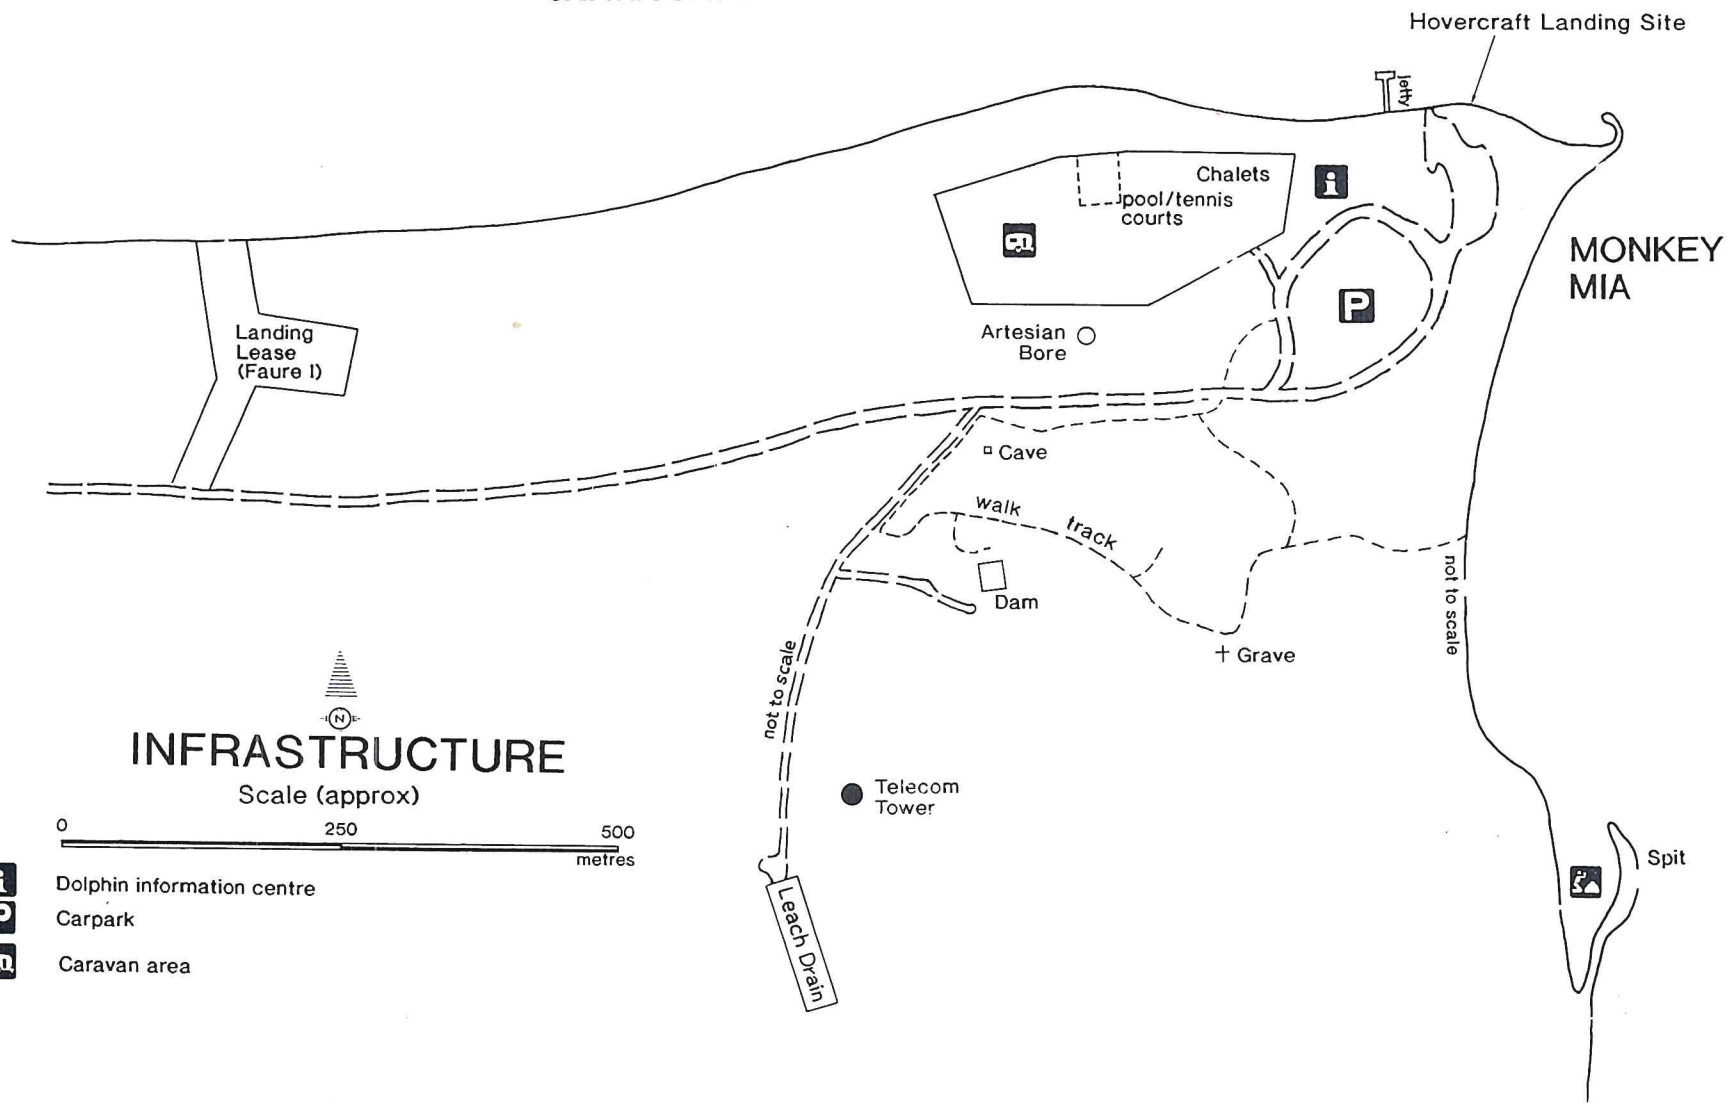 Hovercraft Landing Site
Jetty
Chalets
pool/tennis
courts
MONKEY
MIA
P
Landing
Lease
(Faure I)
Artesian
Bore
Cave
walk
track
Dam
not to scale
Grave
not to scale
N
INFRASTRUCTURE
Scale (approx)
0
250
500
metres
Telecom
Tower
Spit
Leach Drain
Dolphin information centre
Carpark
Caravan area